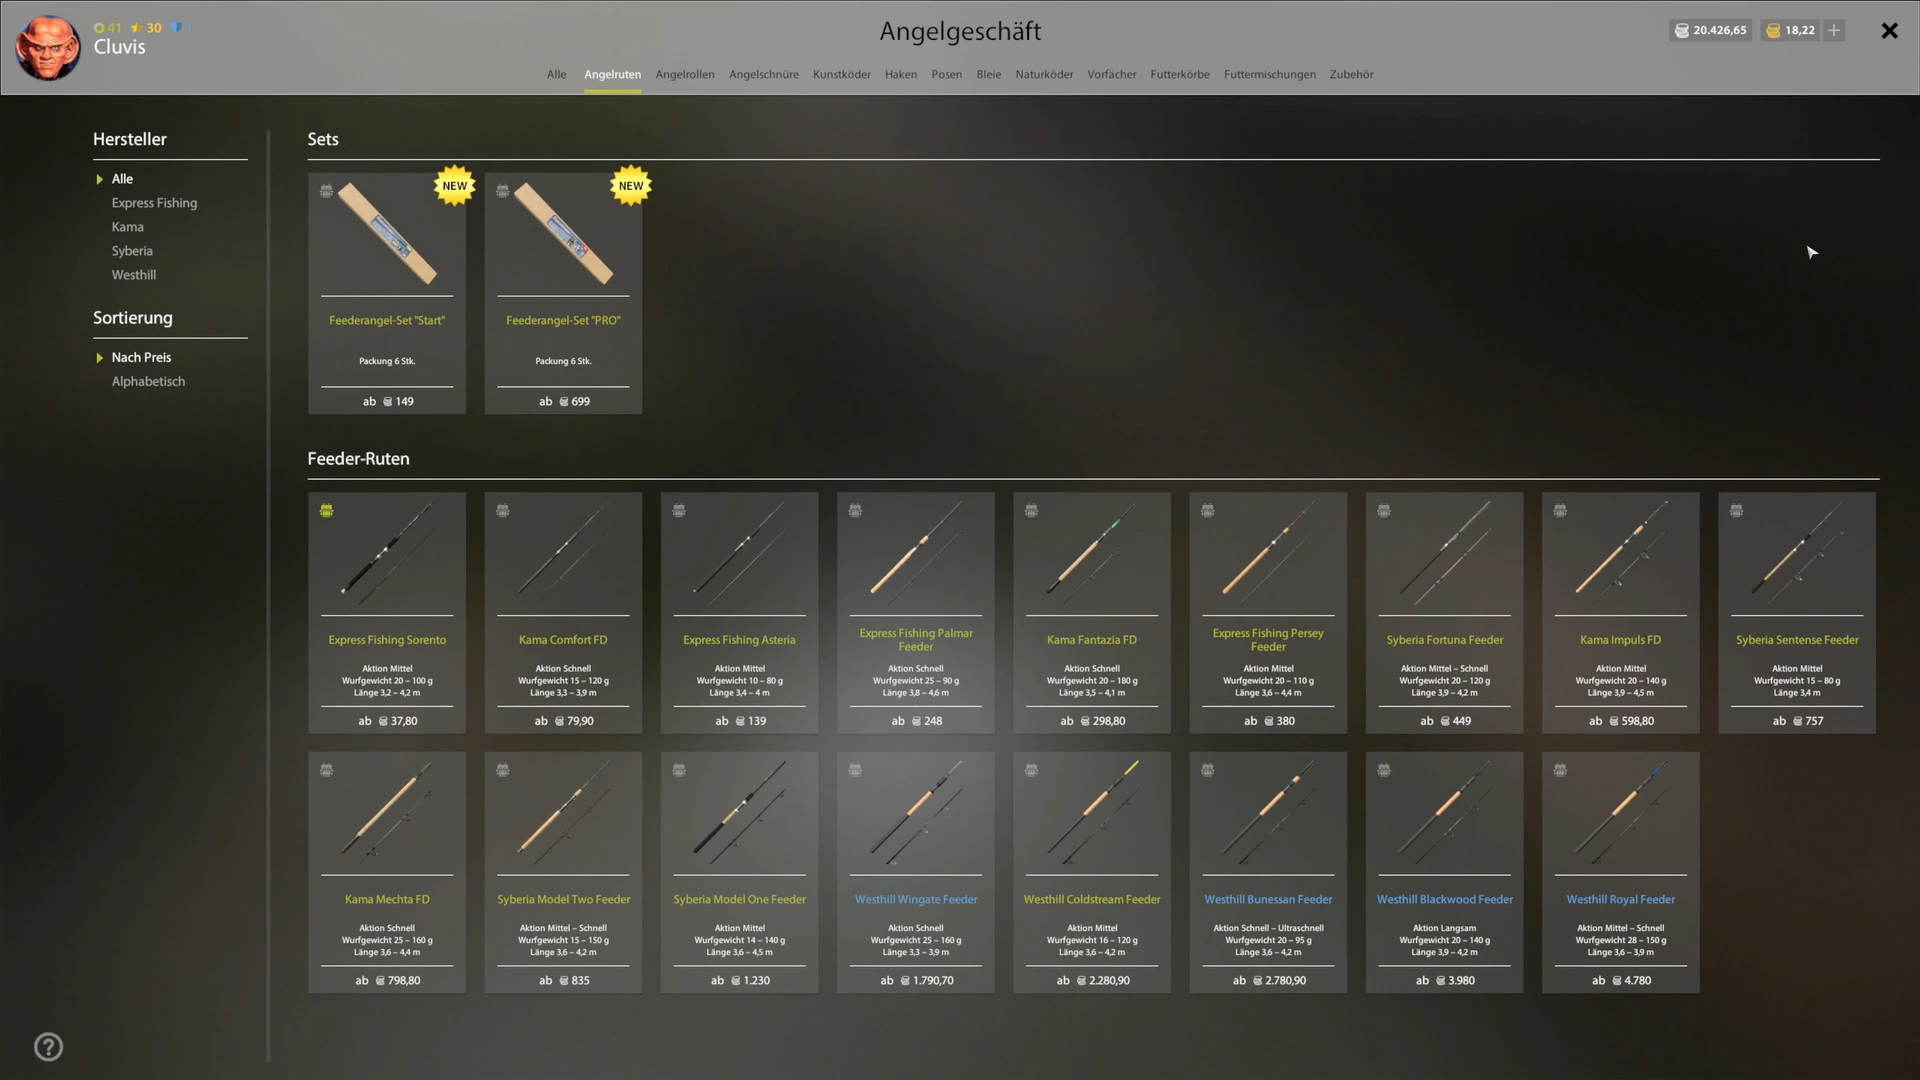 41 30 1
Cluvis
Angelgeschäft
20.426,65 18,22
Alle Angelruten Angelrollen Angelschnüre Kunstköder Haken Posen Bleie Naturköder Vorfächer Futterkörbe Futtermischungen Zubehör
Hersteller
Alle
Express Fishing
Kama
Syberia
Westhill
Sortierung
Nach Preis
Alphabetisch
Sets
NEW
Feederangel-Set "Start"
Packung 6 Stk.
ab 149
NEW
Feederangel-Set "PRO"
Packung 6 Stk.
ab 699
Feeder-Ruten
Express Fishing Sorento
Aktion Mittel
Wurfgewicht 20 – 100 g
Länge 3,2 – 4,2 m
ab 37,80
Kama Comfort FD
Aktion Schnell
Wurfgewicht 15 – 120 g
Länge 3,3 – 3,9 m
ab 79,90
Express Fishing Asteria
Aktion Mittel
Wurfgewicht 10 – 80 g
Länge 3,4 – 4 m
ab 139
Express Fishing Palmar
Feeder
Aktion Schnell
Wurfgewicht 25 – 90 g
Länge 3,8 – 4,6 m
ab 248
Kama Fantazia FD
Aktion Schnell
Wurfgewicht 20 – 180 g
Länge 3,5 – 4,1 m
ab 298,80
Express Fishing Persey
Feeder
Aktion Mittel
Wurfgewicht 20 – 110 g
Länge 3,6 – 4,4 m
ab 380
Syberia Fortuna Feeder
Aktion Mittel – Schnell
Wurfgewicht 20 – 120 g
Länge 3,9 – 4,2 m
ab 449
Kama Impuls FD
Aktion Mittel
Wurfgewicht 20 – 140 g
Länge 3,9 – 4,5 m
ab 598,80
Syberia Sentense Feeder
Aktion Mittel
Wurfgewicht 15 – 80 g
Länge 3,4 m
ab 757
Kama Mechta FD
Aktion Schnell
Wurfgewicht 25 – 160 g
Länge 3,6 – 4,4 m
ab 798,80
Syberia Model Two Feeder
Aktion Mittel – Schnell
Wurfgewicht 15 – 150 g
Länge 3,6 – 4,2 m
ab 835
Syberia Model One Feeder
Aktion Mittel
Wurfgewicht 14 – 140 g
Länge 3,6 – 4,5 m
ab 1.230
Westhill Wingate Feeder
Aktion Schnell
Wurfgewicht 25 – 160 g
Länge 3,3 – 3,9 m
ab 1.790,70
Westhill Coldstream Feeder
Aktion Mittel
Wurfgewicht 16 – 120 g
Länge 3,6 – 4,2 m
ab 2.280,90
Westhill Bunessan Feeder
Aktion Schnell – Ultraschnell
Wurfgewicht 20 – 95 g
Länge 3,6 – 4,2 m
ab 2.780,90
Westhill Blackwood Feeder
Aktion Langsam
Wurfgewicht 20 – 140 g
Länge 3,9 – 4,2 m
ab 3.980
Westhill Royal Feeder
Aktion Mittel – Schnell
Wurfgewicht 28 – 150 g
Länge 3,6 – 3,9 m
ab 4.780